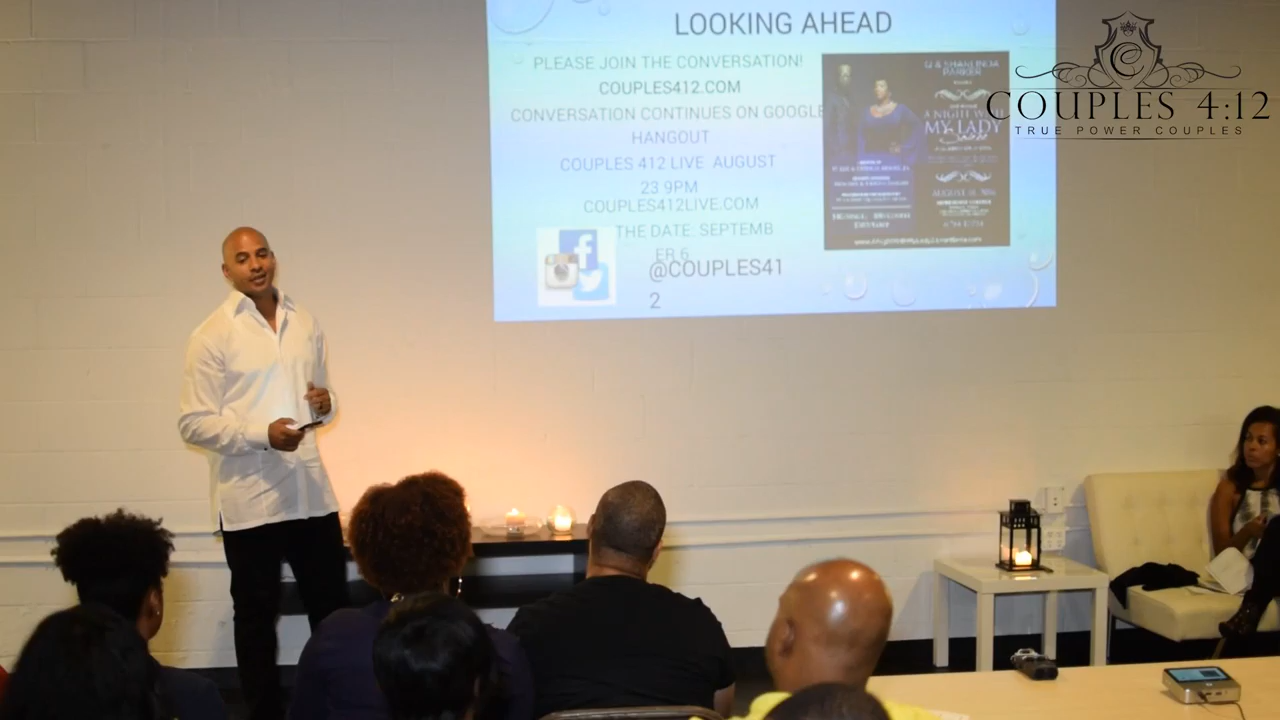 LOOKING AHEAD
PLEASE JOIN THE CONVERSATION!
COUPLES412.COM
CONVERSATION CONTINUES ON GOOGLE
HANGOUT
COUPLES 412 LIVE AUGUST
23 9PM
COUPLES412LIVE.COM
THE DATE: SEPTEMB
ER 6
@COUPLES41
2
PARKER
A NIGHT WITH
MY LADY
COUPLES 4:12
TRUE POWER COUPLES